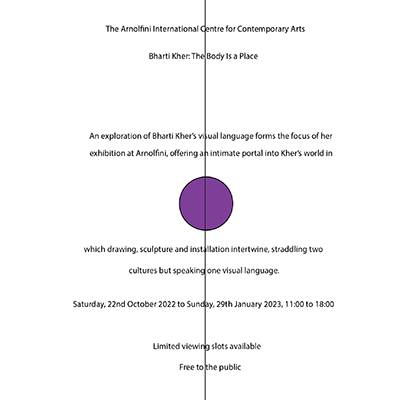 The Arnolfini International Centre for Contemporary Arts
Bharti Kher: The Body Is a Place
An exploration of Bharti Kher's visual language forms the focus of her
exhibition at Arnolfini, offering an intimate portal into Kher's world in
which drawing, sculpture and installation intertwine, straddling two
cultures but speaking one visual language.
Saturday, 22nd October 2022 to Sunday, 29th January 2023, 11:00 to 18:00
Limited viewing slots available
Free to the public